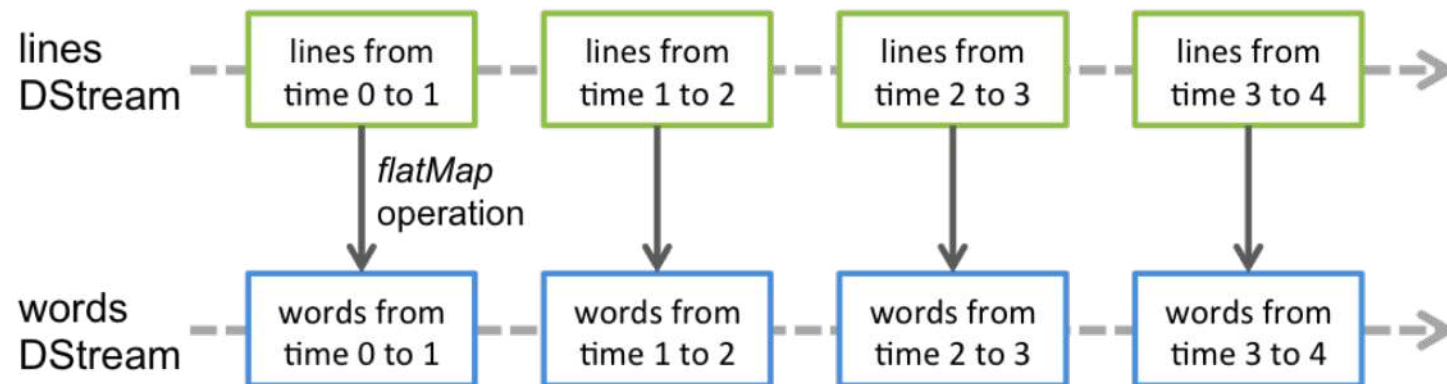 lines
DStream
lines from
time 0 to 1
lines from
time 1 to 2
lines from
time 2 to 3
lines from
time 3 to 4
flatMap
operation
words
DStream
words from
time 0 to 1
words from
time 1 to 2
words from
time 2 to 3
words from
time 3 to 4